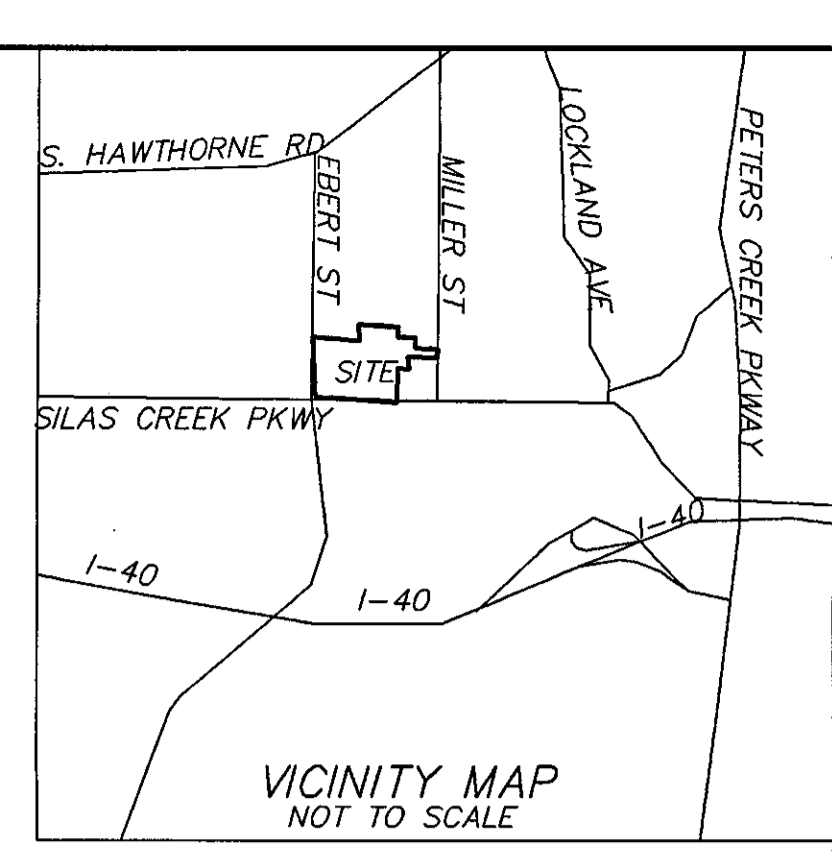 S. HAWTHORNE RD
EBERT ST
MILLER ST
LOCKLAND AVE
PETERS CREEK PKWAY
SITE
SILAS CREEK PKWY
I-40
I-40
I-40
VICINITY MAP
NOT TO SCALE